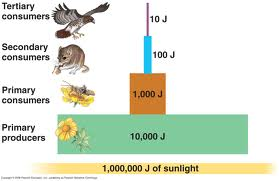 Tertiary
consumers
10 J
Secondary
consumers
100 J
Primary
consumers
1,000 J
Primary
producers
10,000 J
1,000,000 J of sunlight